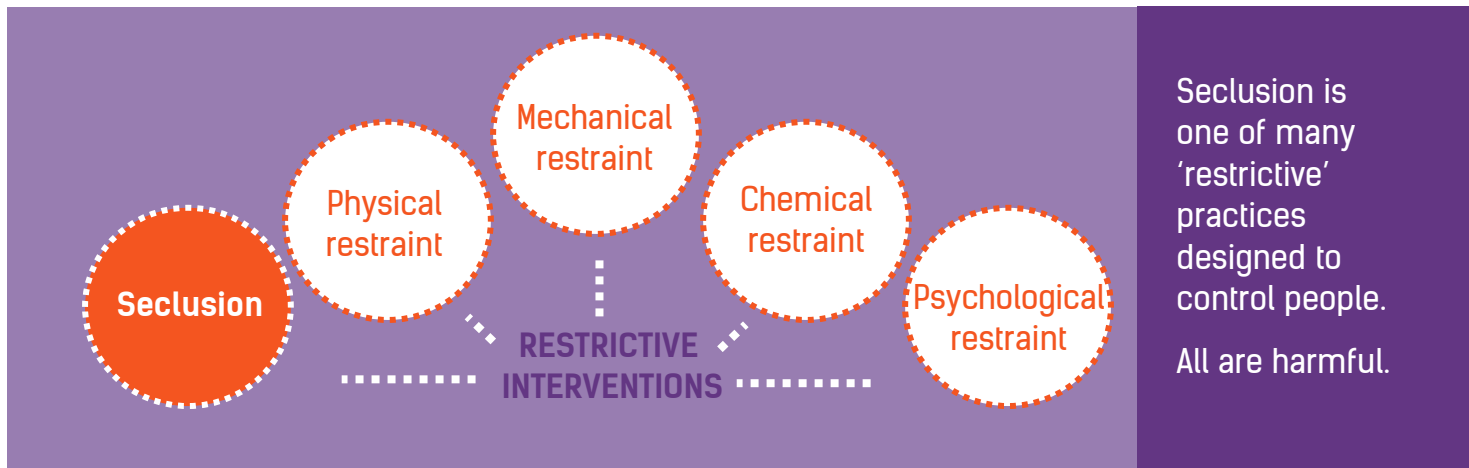 Seclusion
Physical
restraint
Mechanical
restraint
Chemical
restraint
Psychological
restraint
RESTRICTIVE
INTERVENTIONS
Seclusion is
one of many
‘restrictive’
practices
designed to
control people.
All are harmful.